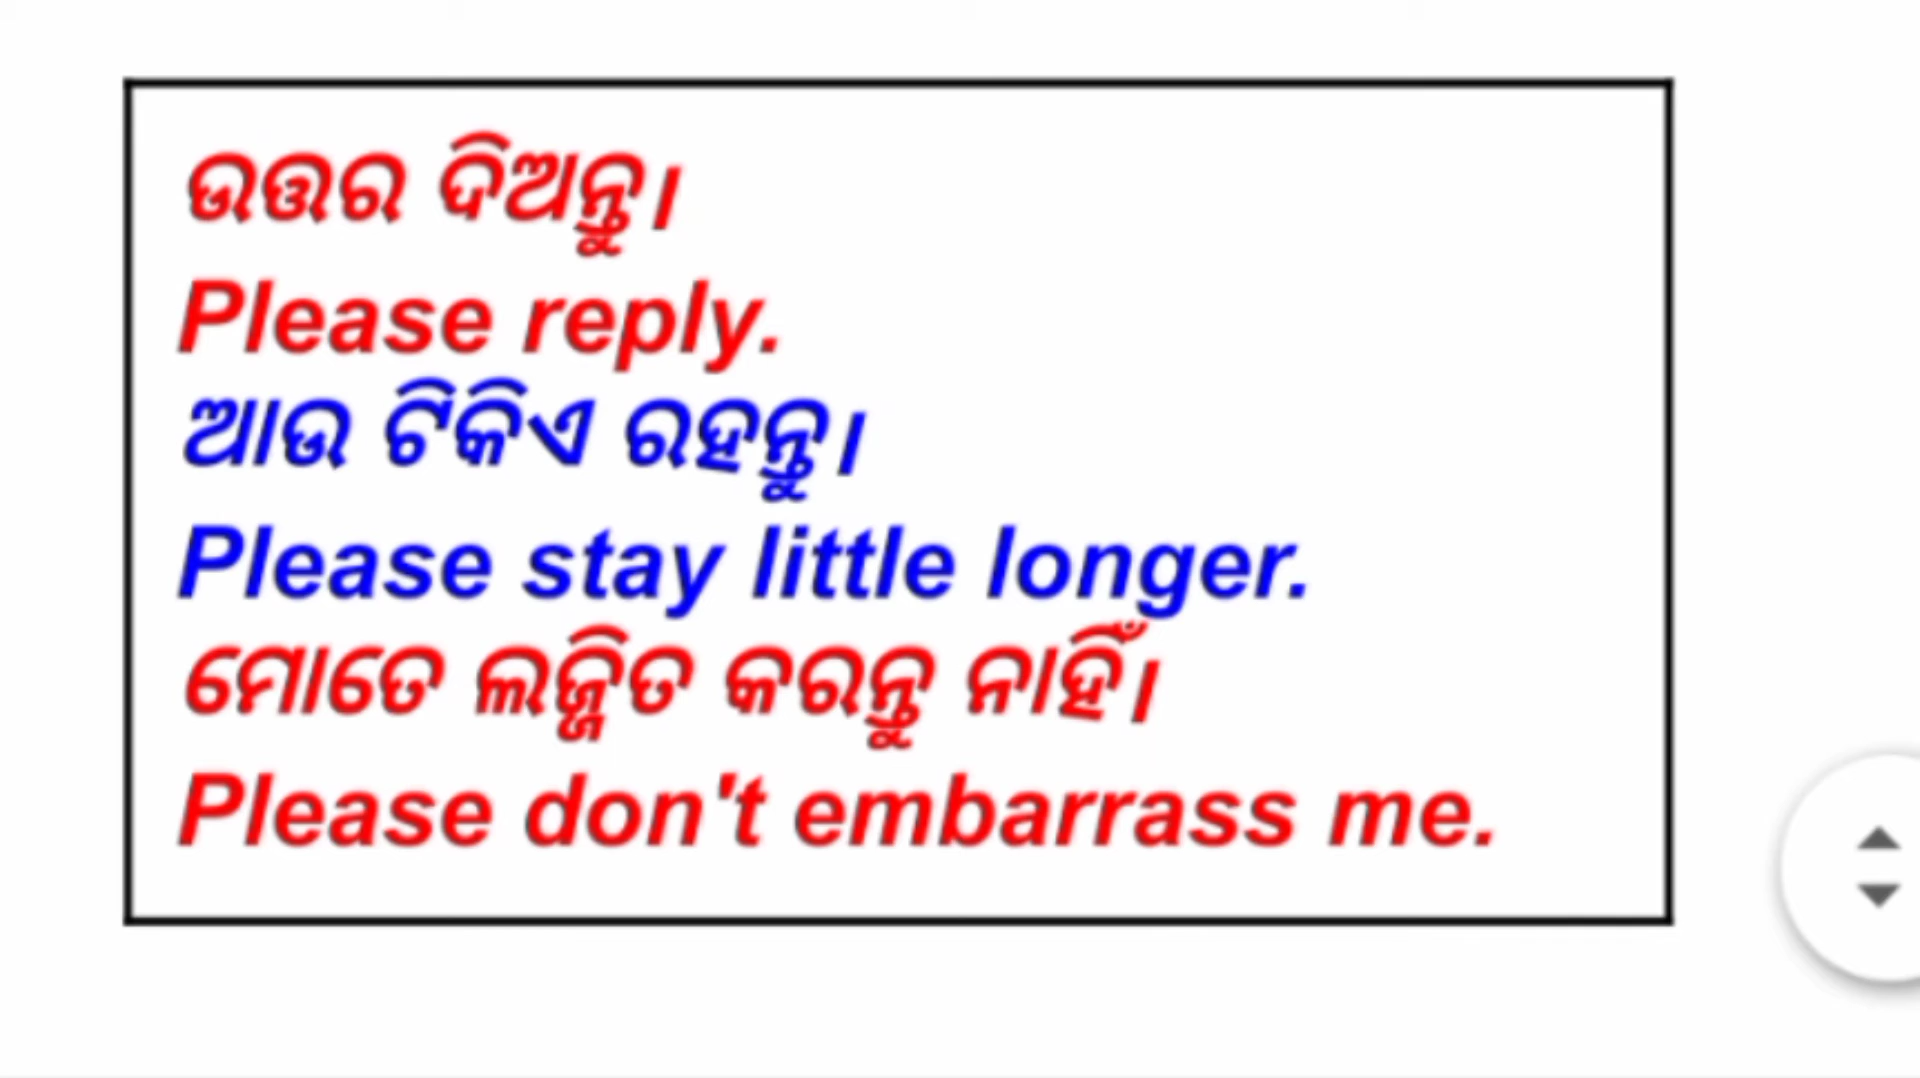 ଉତ୍ତର ଦିଅନ୍ତୁ।
Please reply.
ଆଉ ଟିକିଏ ରହନ୍ତୁ।
Please stay little longer.
ମୋତେ ଲଜ୍ଜିତ କରନ୍ତୁ ନାହିଁ।
Please don't embarrass me.